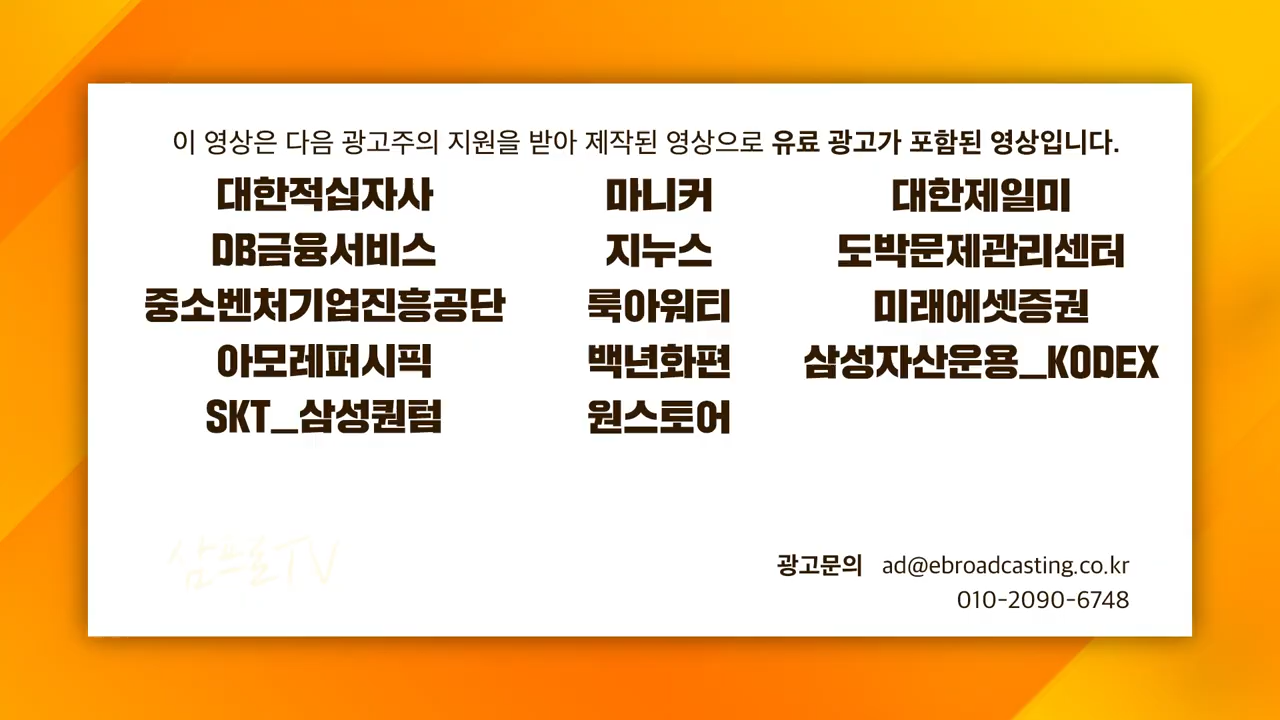 이 영상은 다음 광고주의 지원을 받아 제작된 영상으로 유료 광고가 포함된 영상입니다.
대한적십자사 마니커 대한제일미
DB금융서비스 지누스 도박문제관리센터
중소벤처기업진흥공단 룩아워티 미래에셋증권
아모레퍼시픽 백년화편 삼성자산운용_KODEX
SKT_삼성퀀텀 원스토어
삼프로TV
광고문의 ad@ebroadcasting.co.kr
010-2090-6748